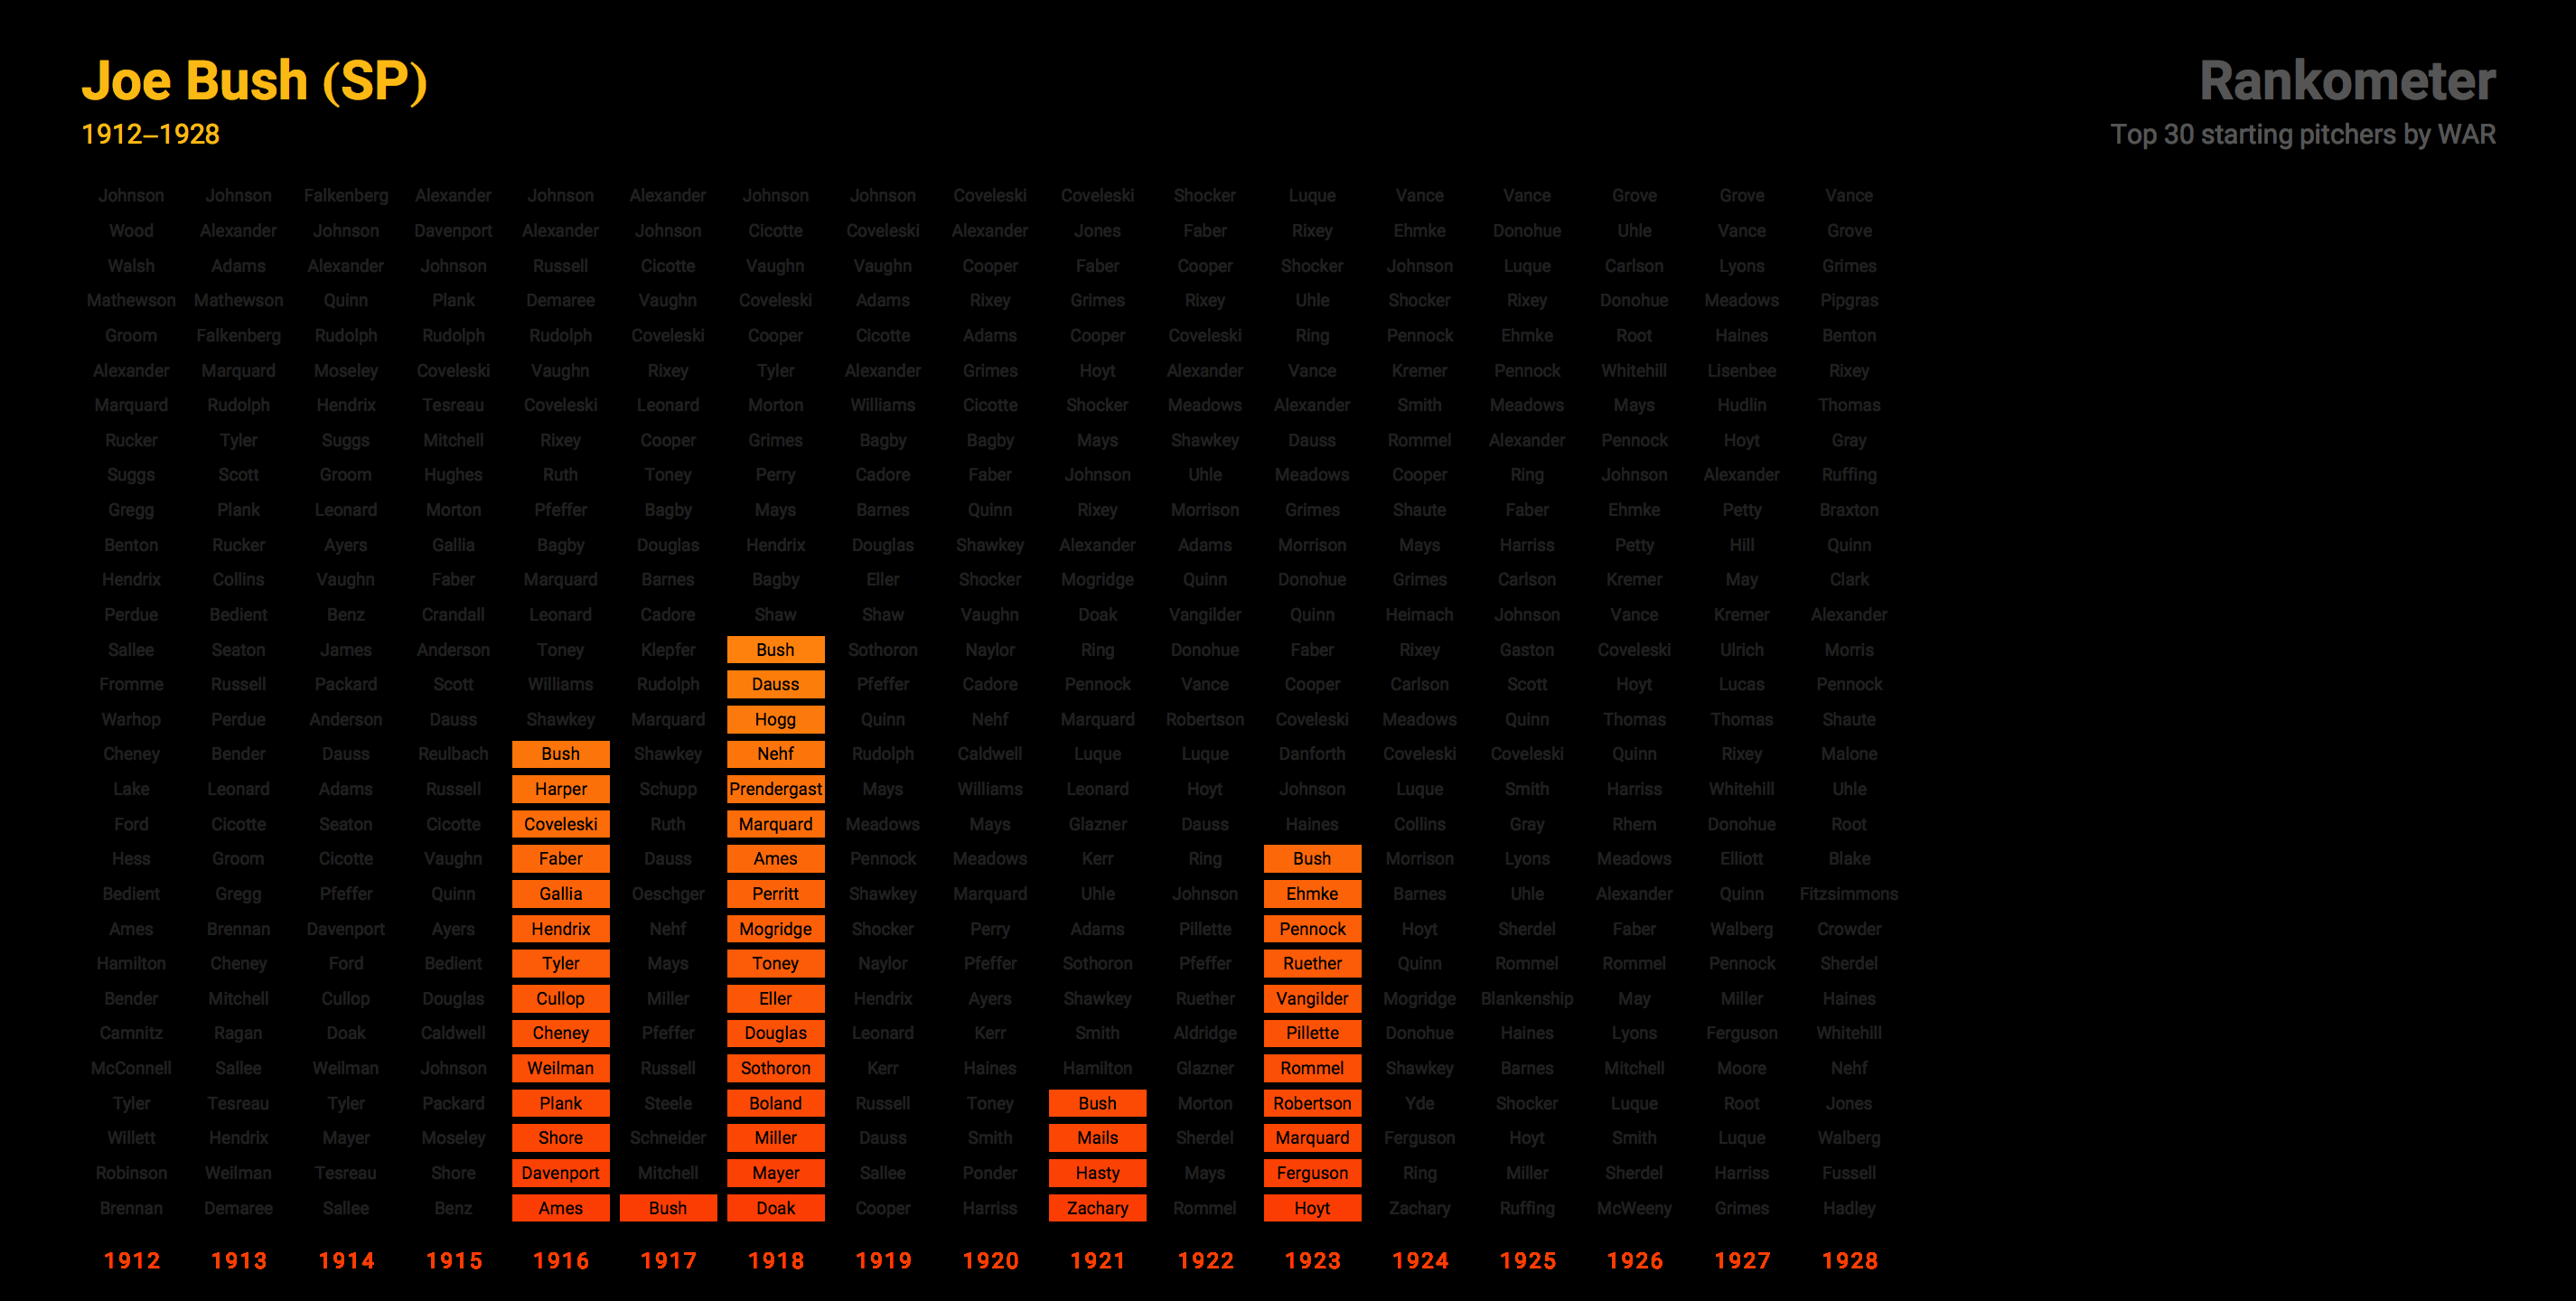 Joe Bush (SP)
1912–1928
Rankometer
Top 30 starting pitchers by WAR
Johnson Johnson Falkenberg Alexander Johnson Alexander Johnson Johnson Coveleski Coveleski Shocker Luque Vance Vance Grove Grove Vance
Wood Alexander Johnson Davenport Alexander Johnson Cicotte Coveleski Alexander Jones Faber Rixey Ehmke Donohue Uhle Vance Grove
Walsh Adams Alexander Johnson Russell Cicotte Vaughn Vaughn Cooper Faber Cooper Shocker Johnson Luque Carlson Lyons Grimes
Mathewson Mathewson Quinn Plank Demaree Vaughn Coveleski Adams Rixey Grimes Rixey Uhle Shocker Rixey Donohue Meadows Pipgras
Groom Falkenberg Rudolph Rudolph Rudolph Coveleski Cooper Cicotte Adams Cooper Coveleski Ring Pennock Ehmke Root Haines Benton
Alexander Marquard Moseley Coveleski Vaughn Rixey Tyler Alexander Grimes Hoyt Alexander Vance Kremer Pennock Whitehill Lisenbee Rixey
Marquard Rudolph Hendrix Tesreau Coveleski Leonard Morton Williams Cicotte Shocker Meadows Alexander Smith Meadows Mays Hudlin Thomas
Rucker Tyler Suggs Mitchell Rixey Cooper Grimes Bagby Bagby Mays Shawkey Dauss Rommel Alexander Pennock Hoyt Gray
Suggs Scott Groom Hughes Ruth Toney Perry Cadore Faber Johnson Uhle Meadows Cooper Ring Johnson Alexander Ruffing
Gregg Plank Leonard Morton Pfeffer Bagby Mays Barnes Quinn Rixey Morrison Grimes Shaute Faber Ehmke Petty Braxton
Benton Rucker Ayers Gallia Bagby Douglas Hendrix Douglas Shawkey Alexander Adams Morrison Mays Harriss Petty Hill Quinn
Hendrix Collins Vaughn Faber Marquard Barnes Bagby Eller Shocker Mogridge Quinn Donohue Grimes Carlson Kremer May Clark
Perdue Bedient Benz Crandall Leonard Cadore Shaw Shaw Vaughn Doak Vangilder Quinn Heimach Johnson Vance Kremer Alexander
Sallee Seaton James Anderson Toney Klepfer Bush Sothoron Naylor Ring Donohue Faber Rixey Gaston Coveleski Ulrich Morris
Fromme Russell Packard Scott Williams Rudolph Dauss Pfeffer Cadore Pennock Vance Cooper Carlson Scott Hoyt Lucas Pennock
Warhop Perdue Anderson Dauss Shawkey Marquard Hogg Quinn Nehf Marquard Robertson Coveleski Meadows Quinn Thomas Thomas Shaute
Cheney Bender Dauss Reulbach Bush Shawkey Nehf Rudolph Caldwell Luque Luque Danforth Coveleski Coveleski Quinn Rixey Malone
Lake Leonard Adams Russell Harper Schupp Prendergast Mays Williams Leonard Hoyt Johnson Luque Smith Harriss Whitehill Uhle
Ford Cicotte Seaton Cicotte Coveleski Ruth Marquard Meadows Mays Glazner Dauss Haines Collins Gray Rhem Donohue Root
Hess Groom Cicotte Vaughn Faber Dauss Ames Pennock Meadows Kerr Ring Bush Morrison Lyons Meadows Elliott Blake
Bedient Gregg Pfeffer Quinn Gallia Oeschger Perritt Shawkey Marquard Uhle Johnson Ehmke Barnes Uhle Alexander Quinn Fitzsimmons
Ames Brennan Davenport Ayers Hendrix Nehf Mogridge Shocker Perry Adams Pillette Pennock Hoyt Sherdel Faber Walberg Crowder
Hamilton Cheney Ford Bedient Tyler Mays Toney Naylor Pfeffer Sothoron Pfeffer Ruether Quinn Rommel Rommel Pennock Sherdel
Bender Mitchell Cullop Douglas Cullop Miller Eller Hendrix Ayers Shawkey Ruether Vangilder Mogridge Blankenship May Miller Haines
Camnitz Ragan Doak Caldwell Cheney Pfeffer Douglas Leonard Kerr Smith Aldridge Pillette Donohue Haines Lyons Ferguson Whitehill
McConnell Sallee Weilman Johnson Weilman Russell Sothoron Kerr Haines Hamilton Glazner Rommel Shawkey Barnes Mitchell Moore Nehf
Tyler Tesreau Tyler Packard Plank Steele Boland Russell Toney Bush Morton Robertson Yde Shocker Luque Root Jones
Willett Hendrix Mayer Moseley Shore Schneider Miller Dauss Smith Mails Sherdel Marquard Ferguson Hoyt Smith Luque Walberg
Robinson Weilman Tesreau Shore Davenport Mitchell Mayer Sallee Ponder Hasty Mays Ferguson Ring Miller Sherdel Harriss Fussell
Brennan Demaree Sallee Benz Ames Bush Doak Cooper Harriss Zachary Rommel Hoyt Zachary Ruffing McWeeny Grimes Hadley
1912 1913 1914 1915 1916 1917 1918 1919 1920 1921 1922 1923 1924 1925 1926 1927 1928